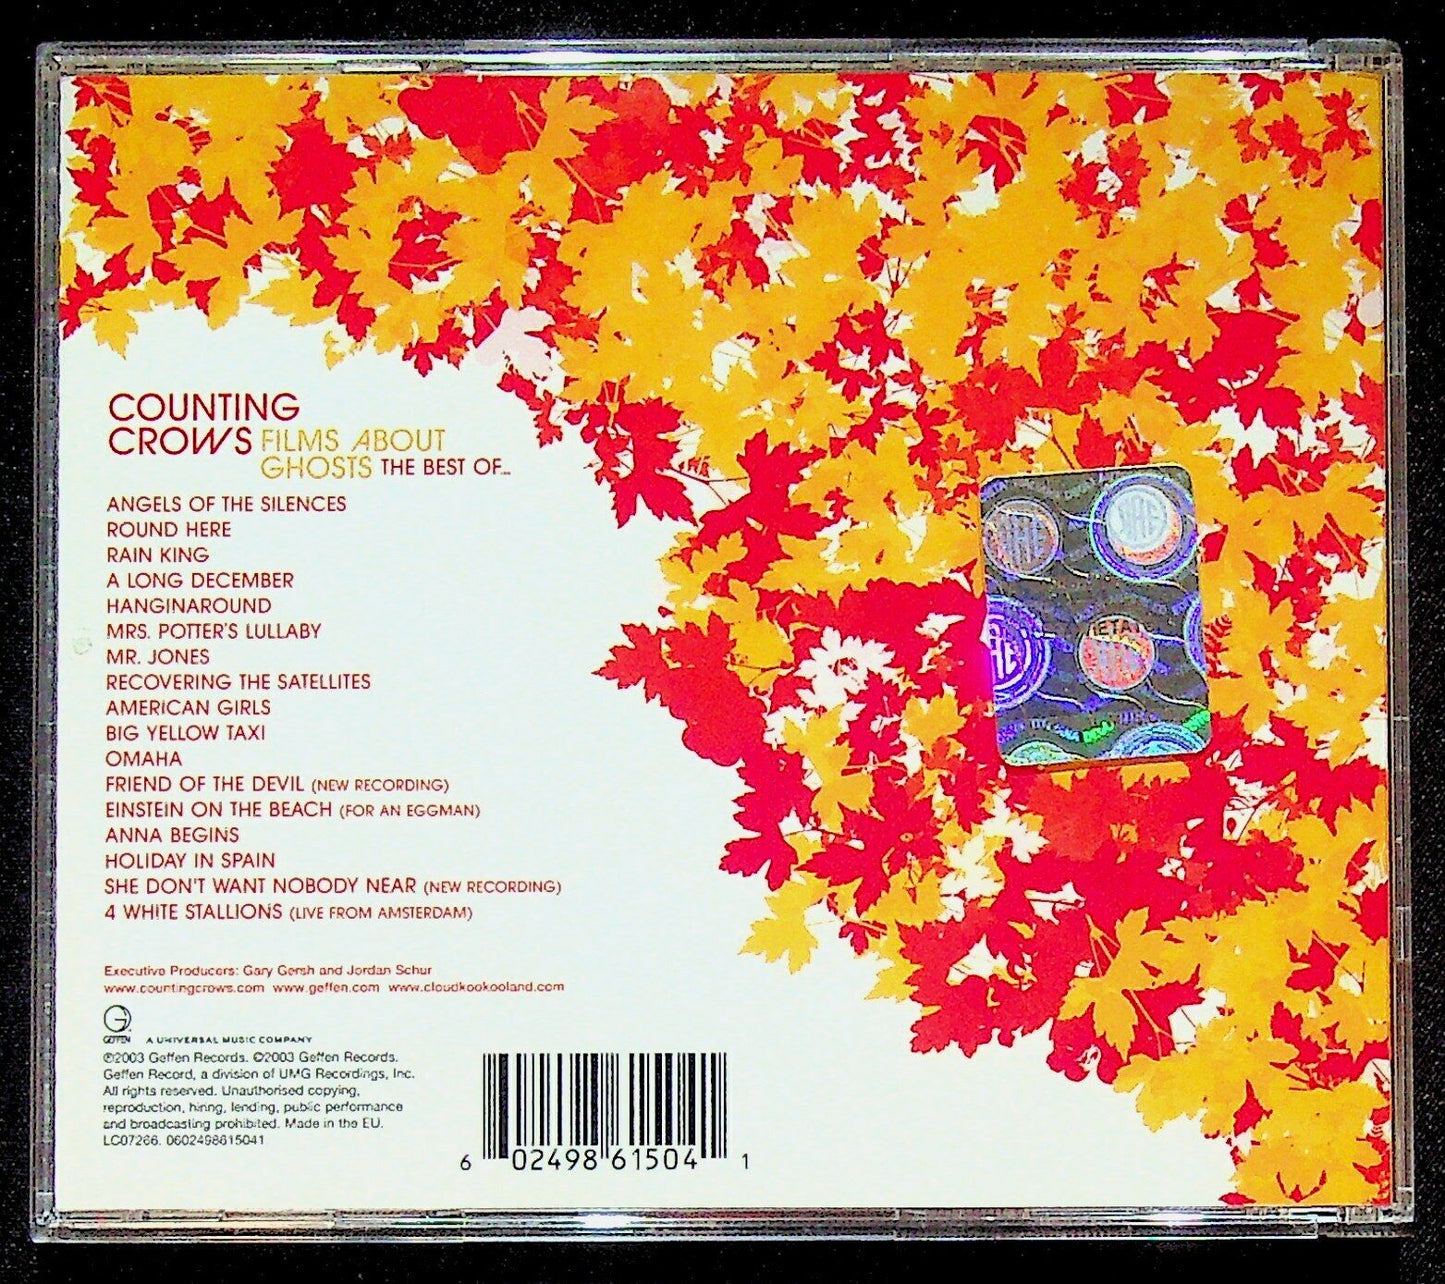 COUNTING
CROWS FILMS ABOUT
GHOSTS THE BEST OF...
ANGELS OF THE SILENCES
ROUND HERE
RAIN KING
A LONG DECEMBER
HANGINAROUND
MRS. POTTER'S LULLABY
MR. JONES
RECOVERING THE SATELLITES
AMERICAN GIRLS
BIG YELLOW TAXI
OMAHA
FRIEND OF THE DEVIL (NEW RECORDING)
EINSTEIN ON THE BEACH (FOR AN EGGMAN)
ANNA BEGINS
HOLIDAY IN SPAIN
SHE DON'T WANT NOBODY NEAR (NEW RECORDING)
4 WHITE STALLIONS (LIVE FROM AMSTERDAM)
Executive Producers: Gary Gersh and Jordan Schur
www.countingcrows.com www.geffen.com www.cloudkookooland.com
GEFFEN A UNIVERSAL MUSIC COMPANY
℗2003 Geffen Records. ©2003 Geffen Records.
Geffen Record, a division of UMG Recordings, Inc.
All rights reserved. Unauthorised copying,
reproduction, hiring, lending, public performance
and broadcasting prohibited. Made in the EU.
LC07266. 0602498615041
6 02498 61504 1